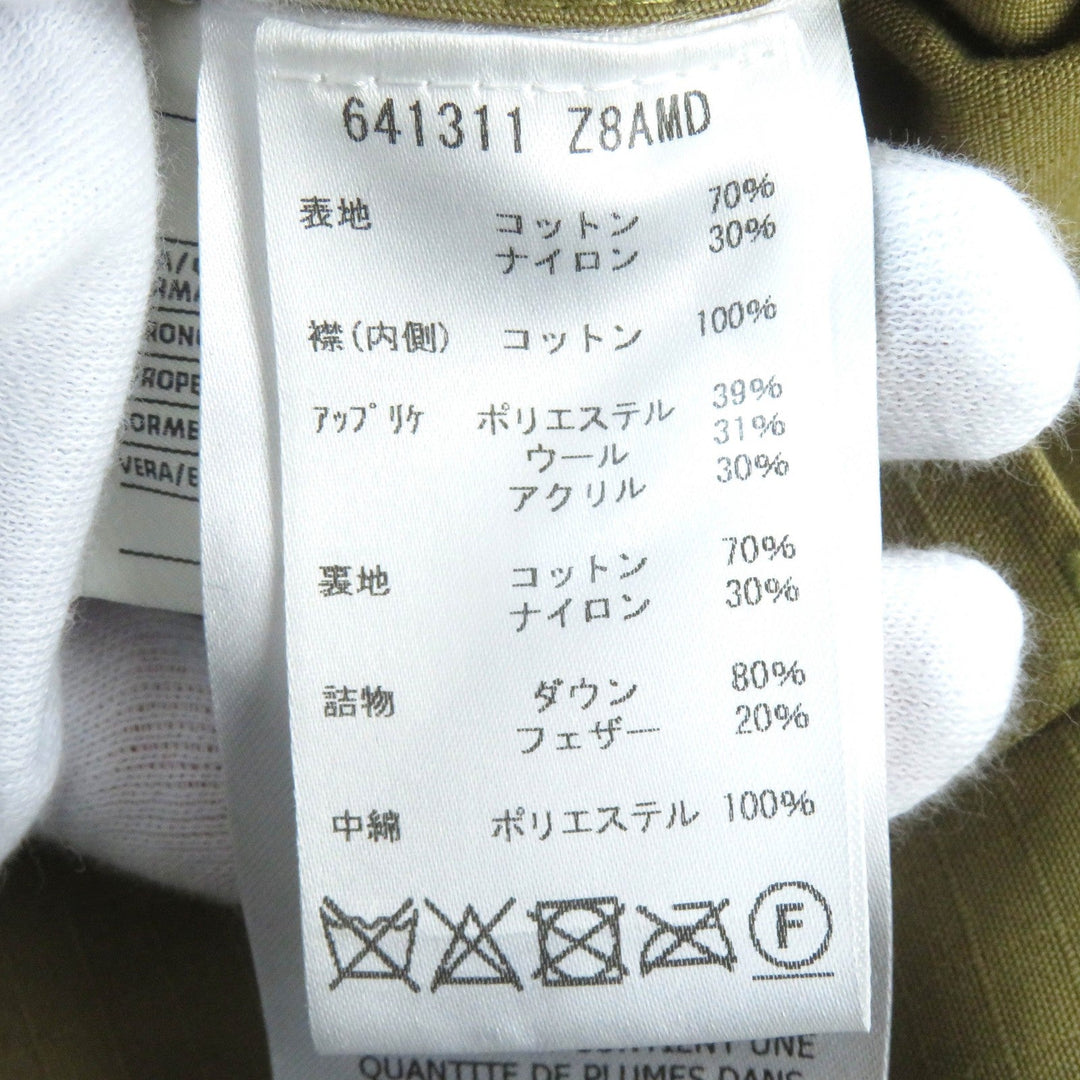 641311 Z8AMD
表地 コットン 70%
ナイロン 30%
襟(内側) コットン 100%
アップリケ ポリエステル 39%
ウール 31%
アクリル 30%
裏地 コットン 70%
ナイロン 30%
詰物 ダウン 80%
フェザー 20%
中綿 ポリエステル 100%
F
UNE
QUANTITE DE PLUMES DANS